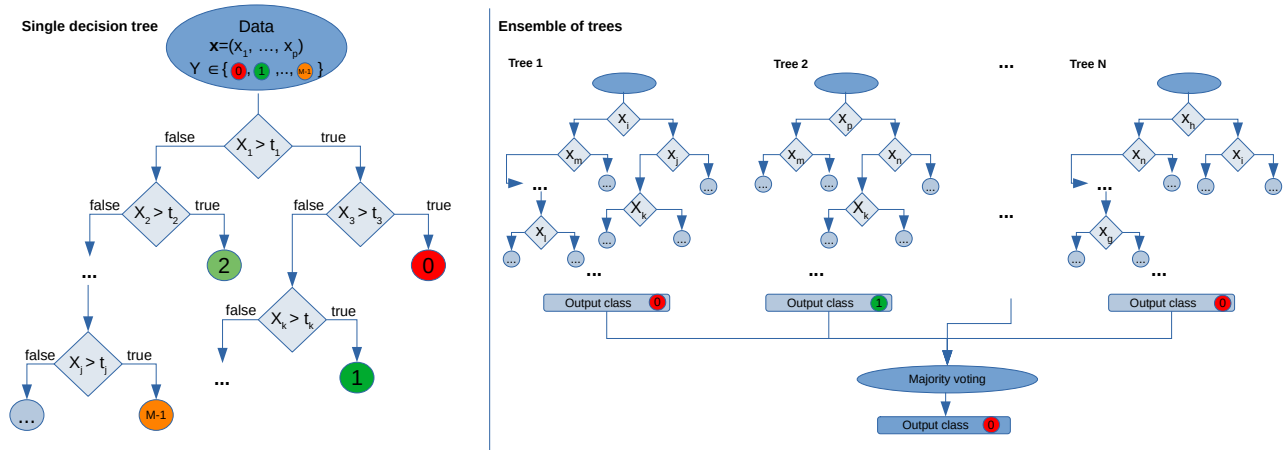 Single decision tree
Data
x=(x1, ..., xp)
Y ∈ { 0, 1 ,.., M-1 }
false
X1 > t1
true
false
X2 > t2
true
false
X3 > t3
true
2
0
...
false
Xk > tk
true
false
Xj > tj
true
...
1
...
M-1
Ensemble of trees
Tree 1
Tree 2
...
Tree N
xi
xm
xj
...
...
...
Xk
xl
...
...
...
...
...
xp
xm
xn
...
...
...
Xk
...
...
...
...
xh
xn
xi
...
...
...
...
xg
...
...
...
Output class 0
Output class 1
Output class 0
Majority voting
Output class 0